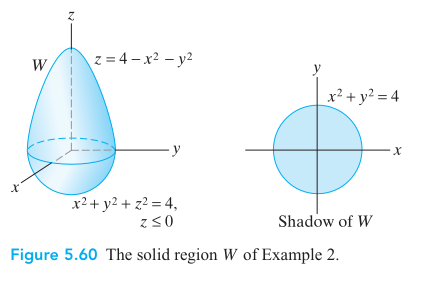 z
W
z = 4 – x² – y²
y
x
x² + y² + z² = 4,
z ≤ 0
y
x² + y² = 4
x
Shadow of W
Figure 5.60 The solid region W of Example 2.